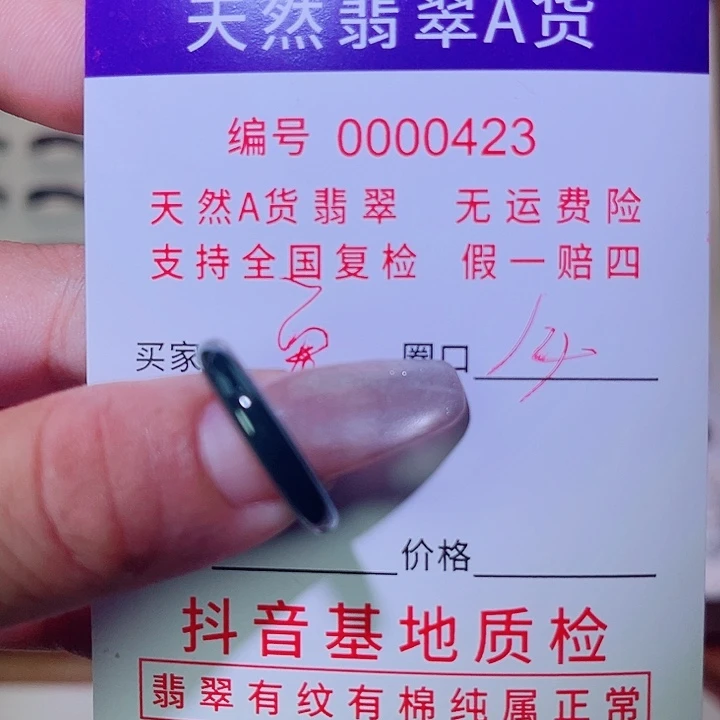 天然翡翠A货
编号 0000423
天然A货翡翠 无运费险
支持全国复检 假一赔四
买家 圈口 14
价格
抖音基地质检
翡翠有纹有棉纯属正常